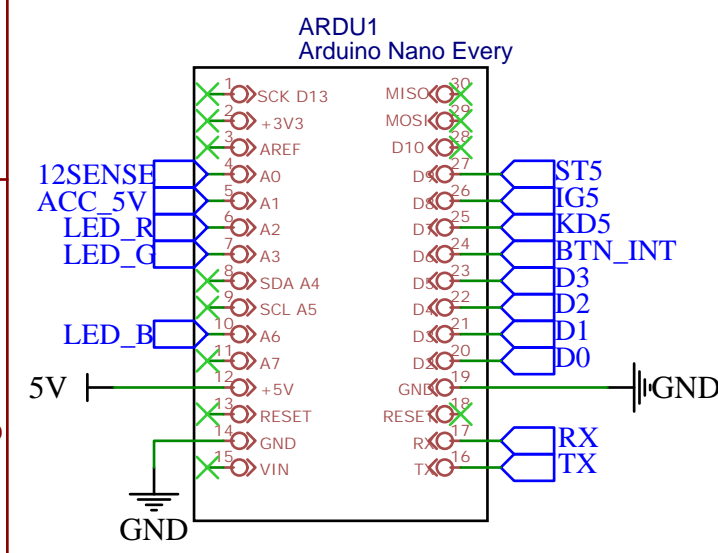 ARDU1
Arduino Nano Every
1 SCK D13
2 +3V3
3 AREF
12SENSE 4 A0
ACC_5V 5 A1
LED_R 6 A2
LED_G 7 A3
8 SDA A4
9 SCL A5
LED_B 10 A6
11 A7
5V 12 +5V
13 RESET
14 GND
15 VIN
GND
MISO 30
MOSI 29
D10 28
D9 27 ST5
D8 26 IG5
D7 25 KD5
D6 24 BTN_INT
D5 23 D3
D4 22 D2
D3 21 D1
D2 20 D0
GND 19 GND
RESET 18
RX 17 RX
TX 16 TX